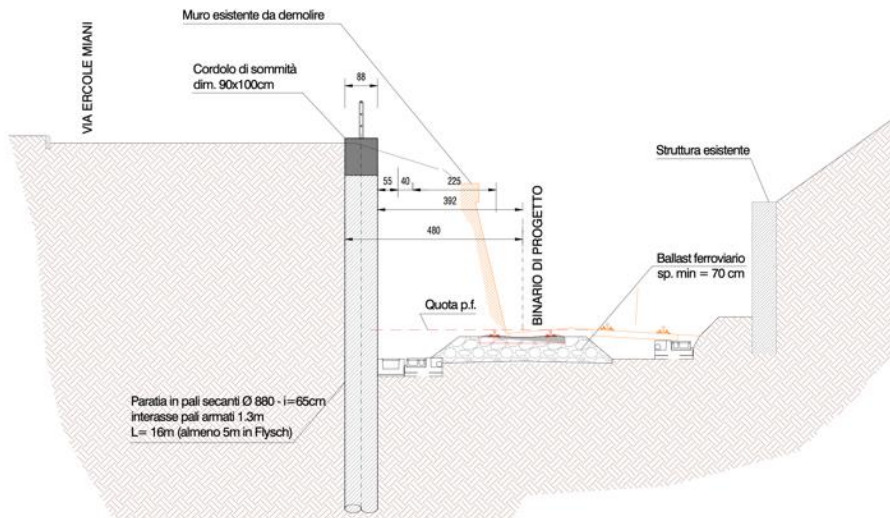 Muro esistente da demolire
VIA ERCOLE MIANI
Cordolo di sommità
dim. 90x100cm
88
Struttura esistente
55
40
225
392
480
BINARIO DI PROGETTO
Ballast ferroviario
sp. min = 70 cm
Quota p.f.
Paratia in pali secanti Ø 880 - i=65cm
interasse pali armati 1.3m
L= 16m (almeno 5m in Flysch)